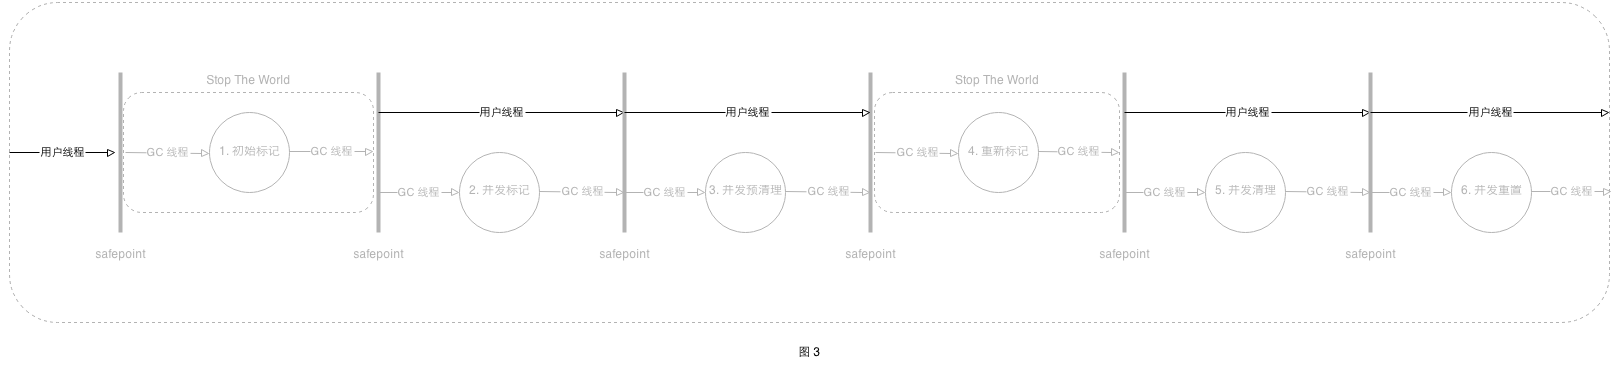 Stop The World
Stop The World
用户线程
用户线程
用户线程
用户线程
用户线程
GC 线程
1. 初始标记
GC 线程
GC 线程
4. 重新标记
GC 线程
GC 线程
2. 并发标记
GC 线程
GC 线程
3. 并发预清理
GC 线程
GC 线程
5. 并发清理
GC 线程
GC 线程
6. 并发重置
GC 线程
safepoint
safepoint
safepoint
safepoint
safepoint
safepoint
图 3